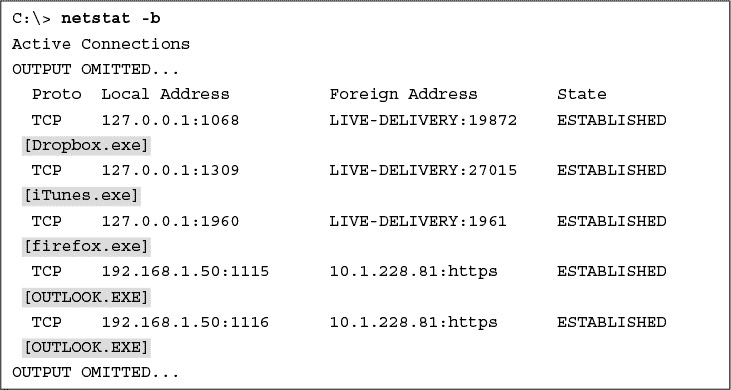 C:\> netstat -b
Active Connections
OUTPUT OMITTED...
Proto Local Address Foreign Address State
TCP 127.0.0.1:1068 LIVE-DELIVERY:19872 ESTABLISHED
[Dropbox.exe]
TCP 127.0.0.1:1309 LIVE-DELIVERY:27015 ESTABLISHED
[iTunes.exe]
TCP 127.0.0.1:1960 LIVE-DELIVERY:1961 ESTABLISHED
[firefox.exe]
TCP 192.168.1.50:1115 10.1.228.81:https ESTABLISHED
[OUTLOOK.EXE]
TCP 192.168.1.50:1116 10.1.228.81:https ESTABLISHED
[OUTLOOK.EXE]
OUTPUT OMITTED...